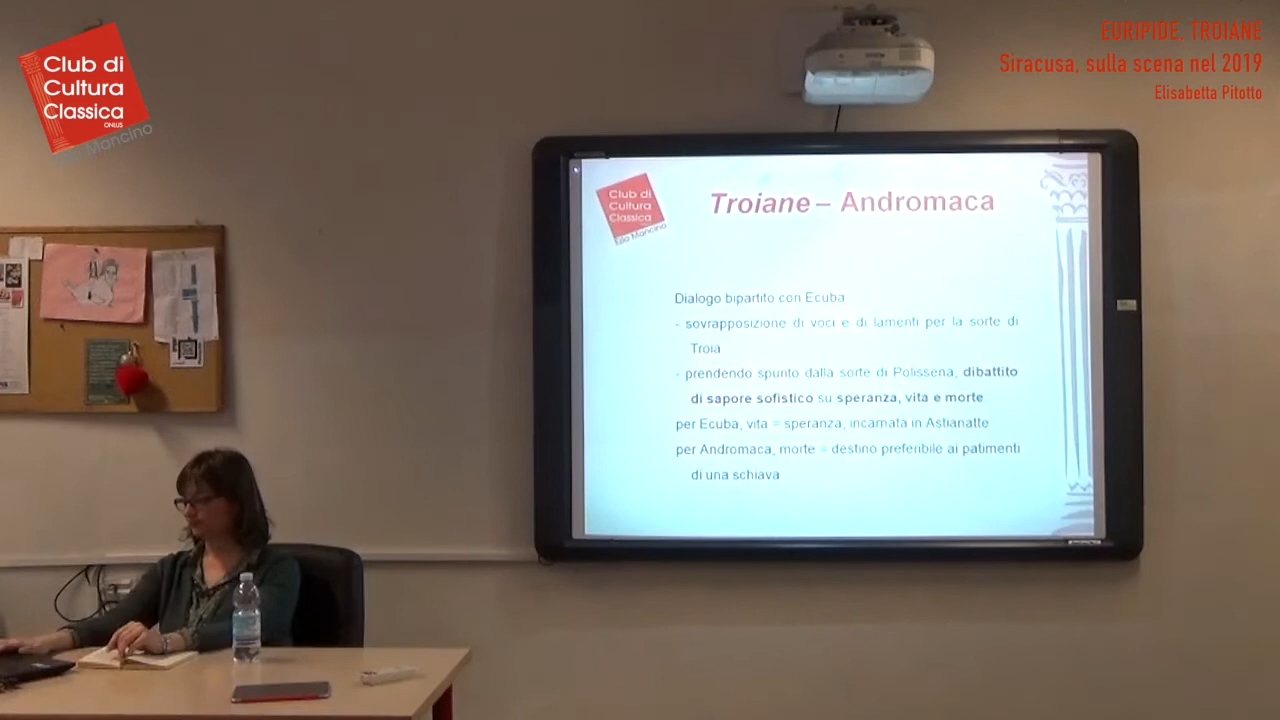 Club di
Cultura
Classica
ONLUS
Elio Mancino
EURIPIDE, TROIANE
Siracusa, sulla scena nel 2019
Elisabetta Pitotto
Club di
Cultura
Classica
Elio Mancino
Troiane – Andromaca
Dialogo bipartito con Ecuba
- sovrapposizione di voci e di lamenti per la sorte di
Troia
- prendendo spunto dalla sorte di Polissena, dibattito
di sapore sofistico su speranza, vita e morte
per Ecuba, vita = speranza, incarnata in Astianatte
per Andromaca, morte = destino preferibile ai patimenti
di una schiava